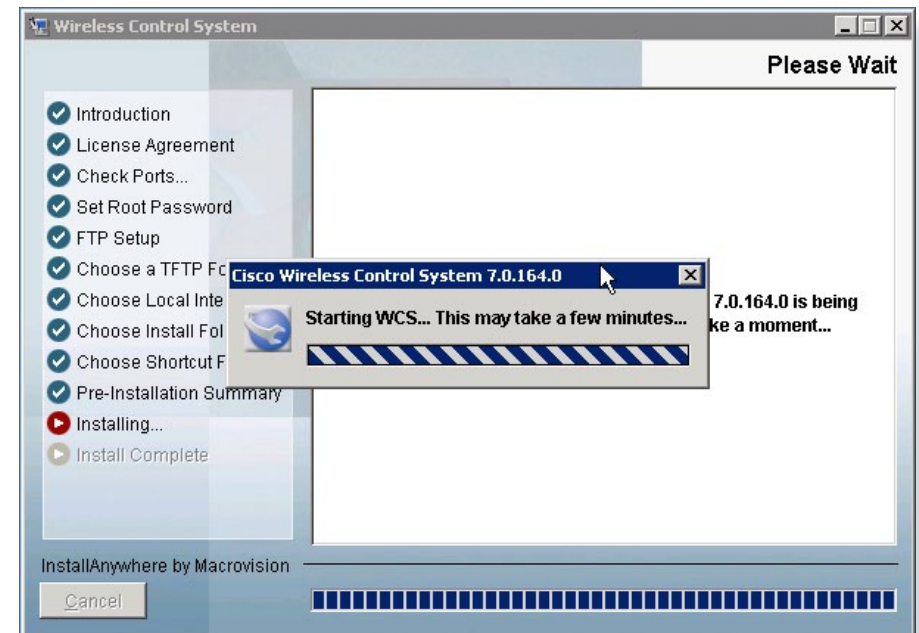 Wireless Control System
Please Wait
Introduction
License Agreement
Check Ports...
Set Root Password
FTP Setup
Choose a TFTP Fo
Choose Local Inte
Choose Install Fol
Choose Shortcut F
Pre-Installation Summary
Installing...
Install Complete
Cisco Wireless Control System 7.0.164.0
Starting WCS... This may take a few minutes...
7.0.164.0 is being
ke a moment...
InstallAnywhere by Macrovision
Cancel